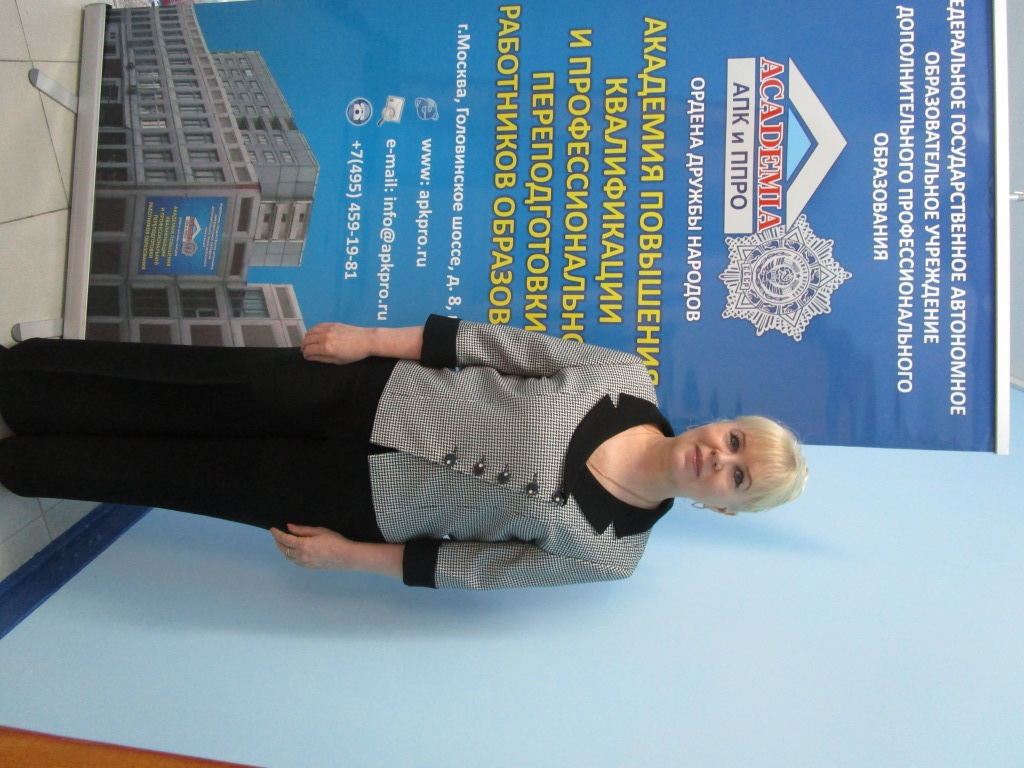 ФЕДЕРАЛЬНОЕ ГОСУДАРСТВЕННОЕ АВТОНОМНОЕ
ОБРАЗОВАТЕЛЬНОЕ УЧРЕЖДЕНИЕ
ДОПОЛНИТЕЛЬНОГО ПРОФЕССИОНАЛЬНОГО
ОБРАЗОВАНИЯ
ACADEMIA
АПК и ППРО
ОРДЕНА ДРУЖБЫ НАРОДОВ
АКАДЕМИЯ ПОВЫШЕНИЯ
КВАЛИФИКАЦИИ
И ПРОФЕССИОНАЛЬНО
ПЕРЕПОДГОТОВКИ
РАБОТНИКОВ ОБРАЗОВ
г.Москва, Головинское шоссе, д. 8,
www: apkpro.ru
e-mail: info@apkpro.ru
+7(495) 459-19-81